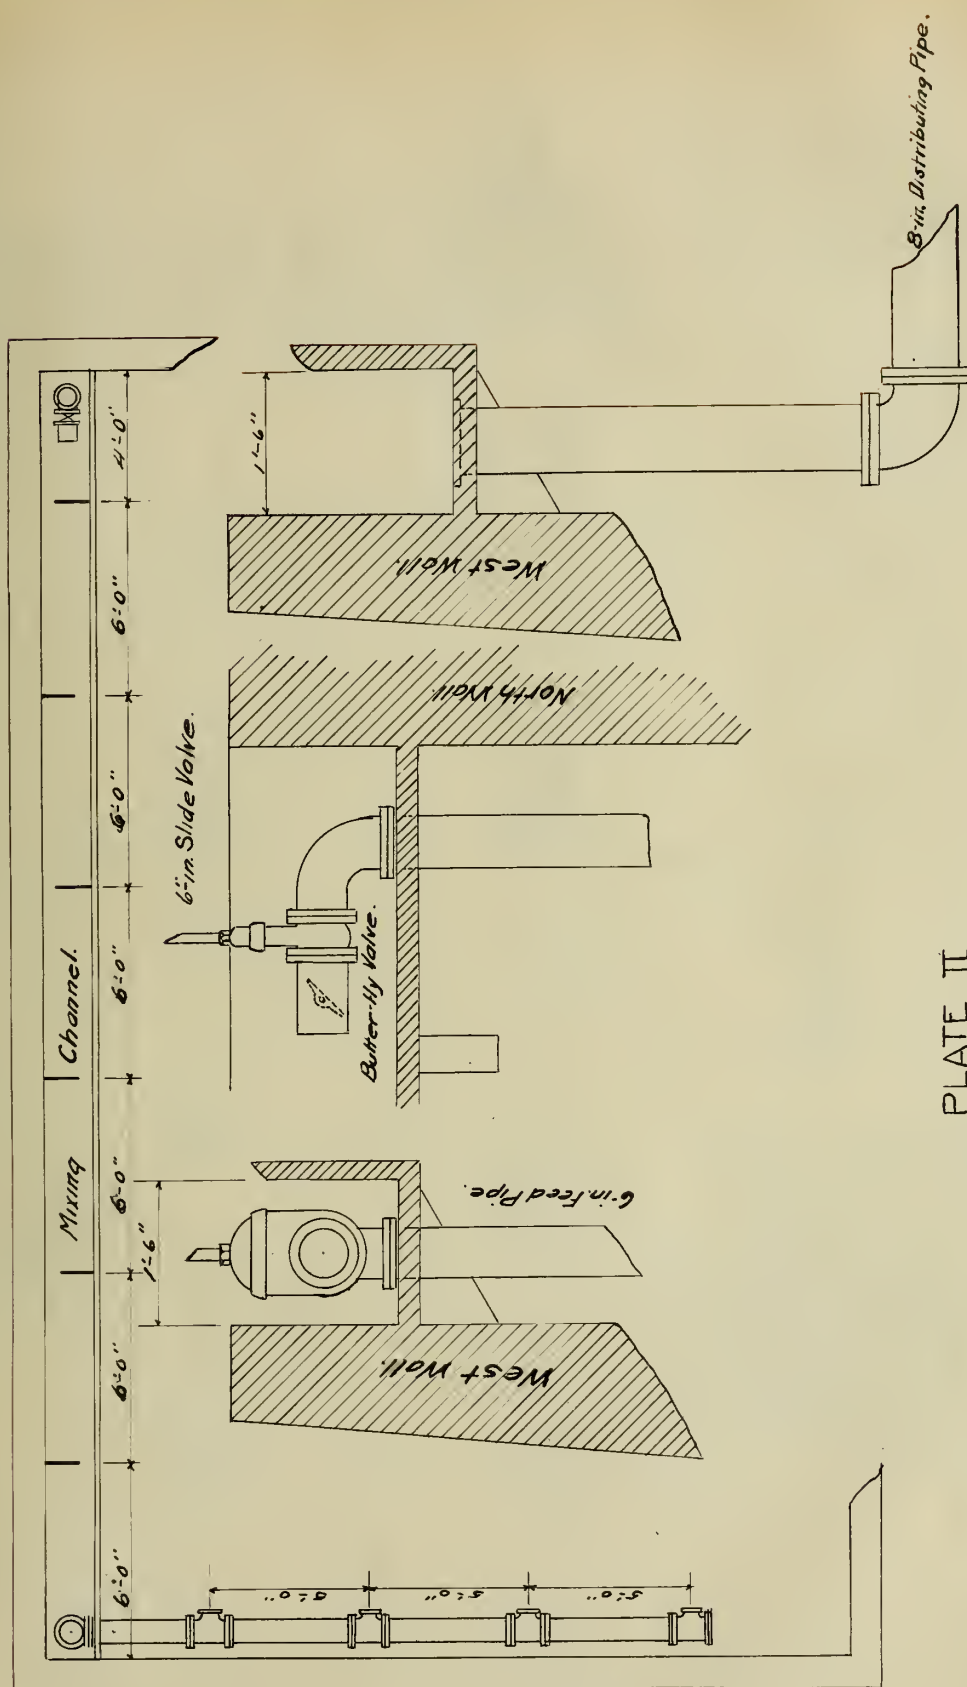 8-in. Distributing Pipe.
4'-0"
6'-0"
6'-0"
6'-0"
6'-0"
6'-0"
6'-0"
Mixing Channel.
1'-6"
West Wall.
North Wall
6"in. Slide Valve.
Butter-fly Valve.
1'-6"
6-in. Feed Pipe.
West Wall.
5'-0"
5'-0"
5'-0"
PLATE II